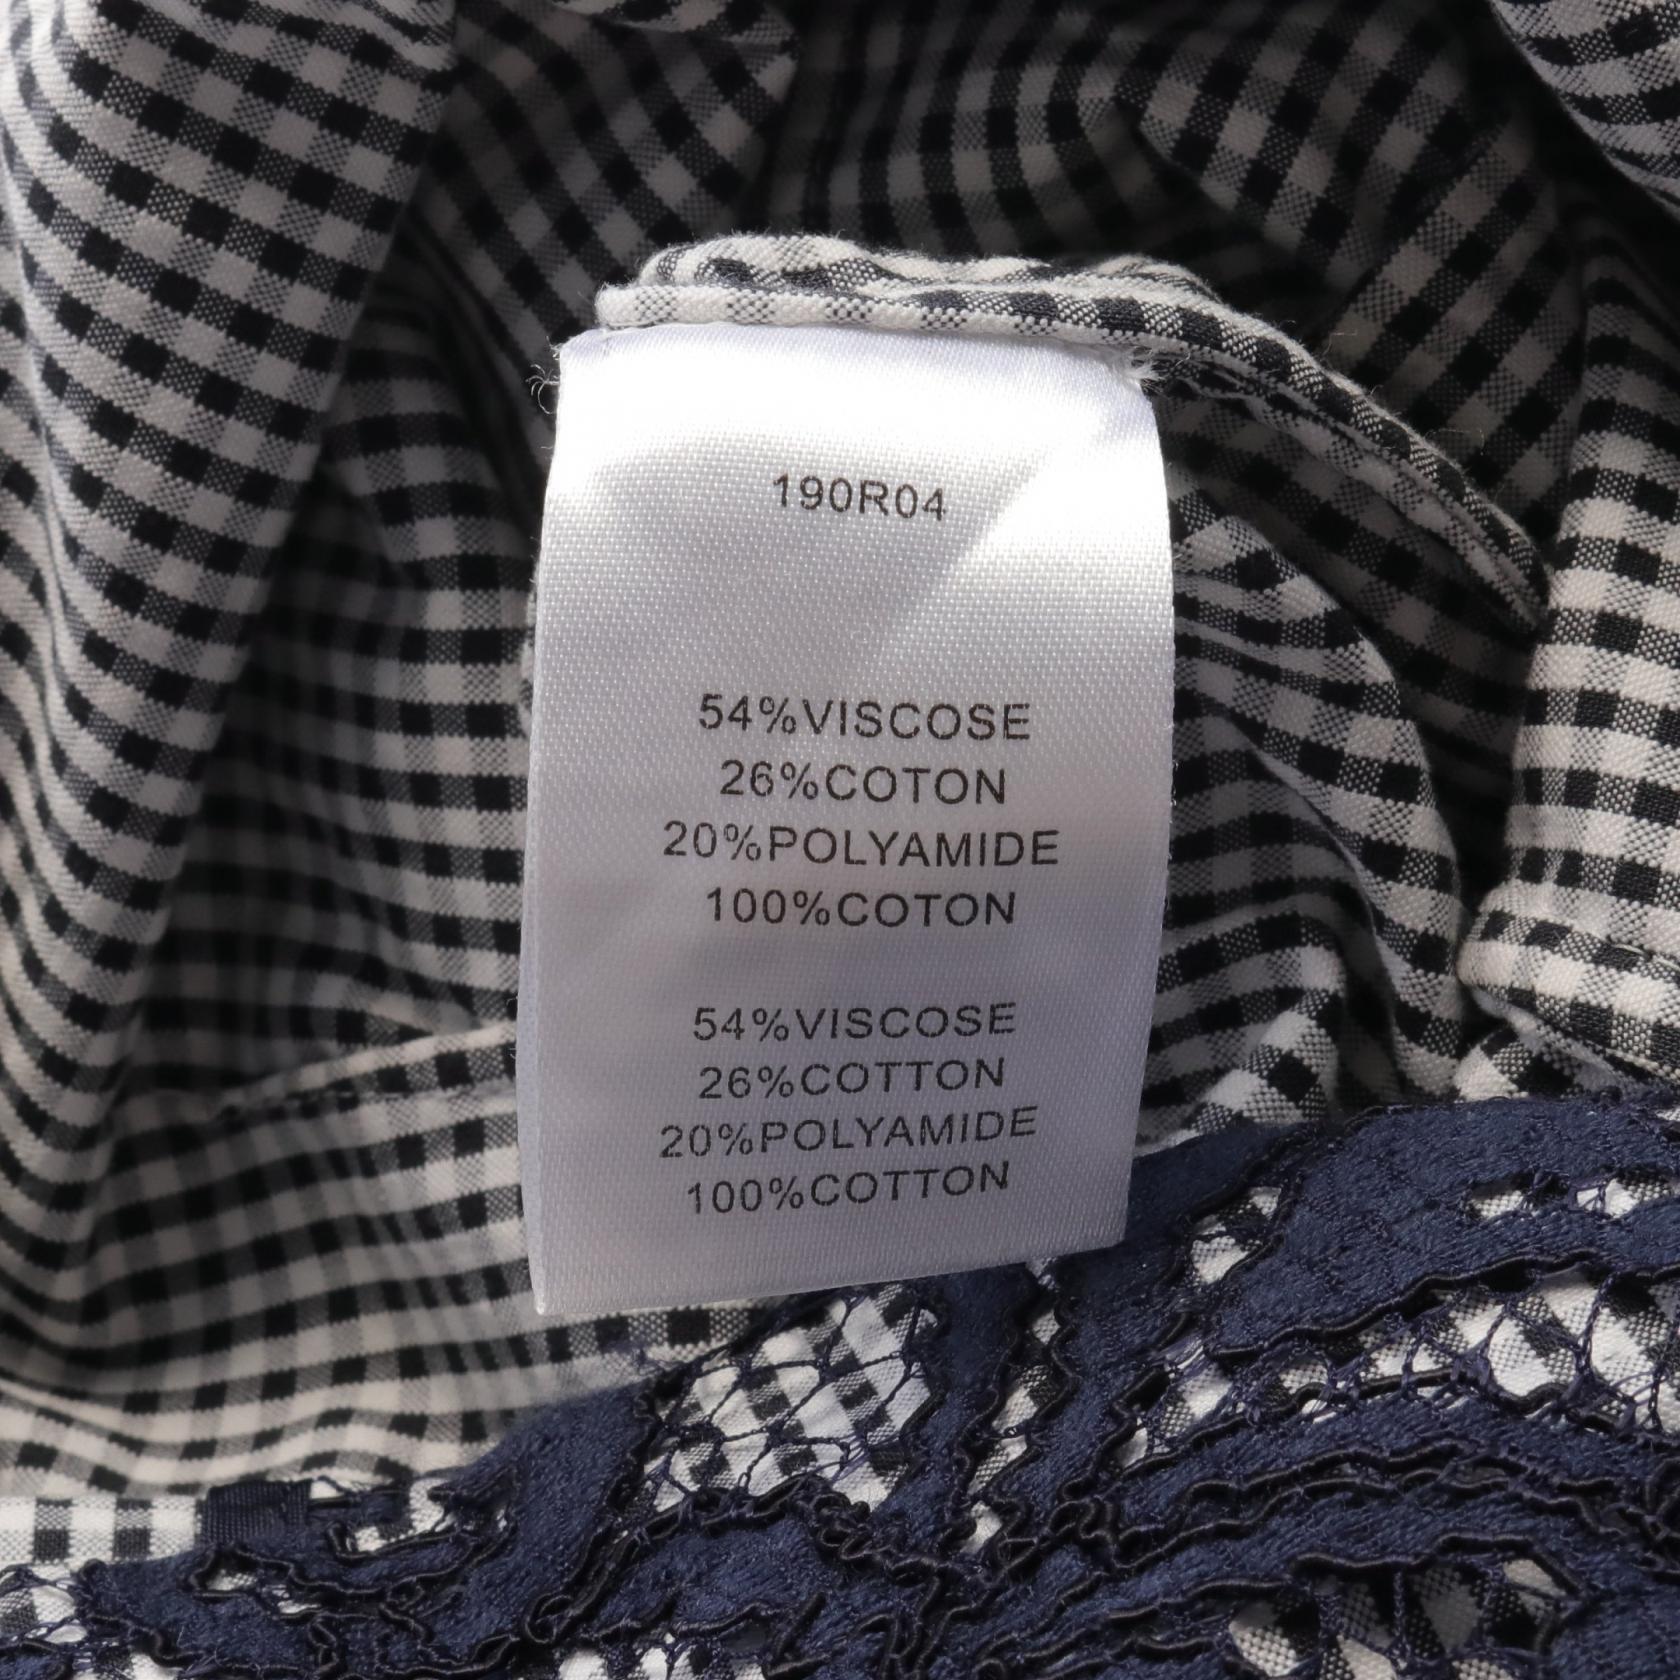 190R04
54%VISCOSE
26%COTON
20%POLYAMIDE
100%COTON
54%VISCOSE
26%COTTON
20%POLYAMIDE
100%COTTON